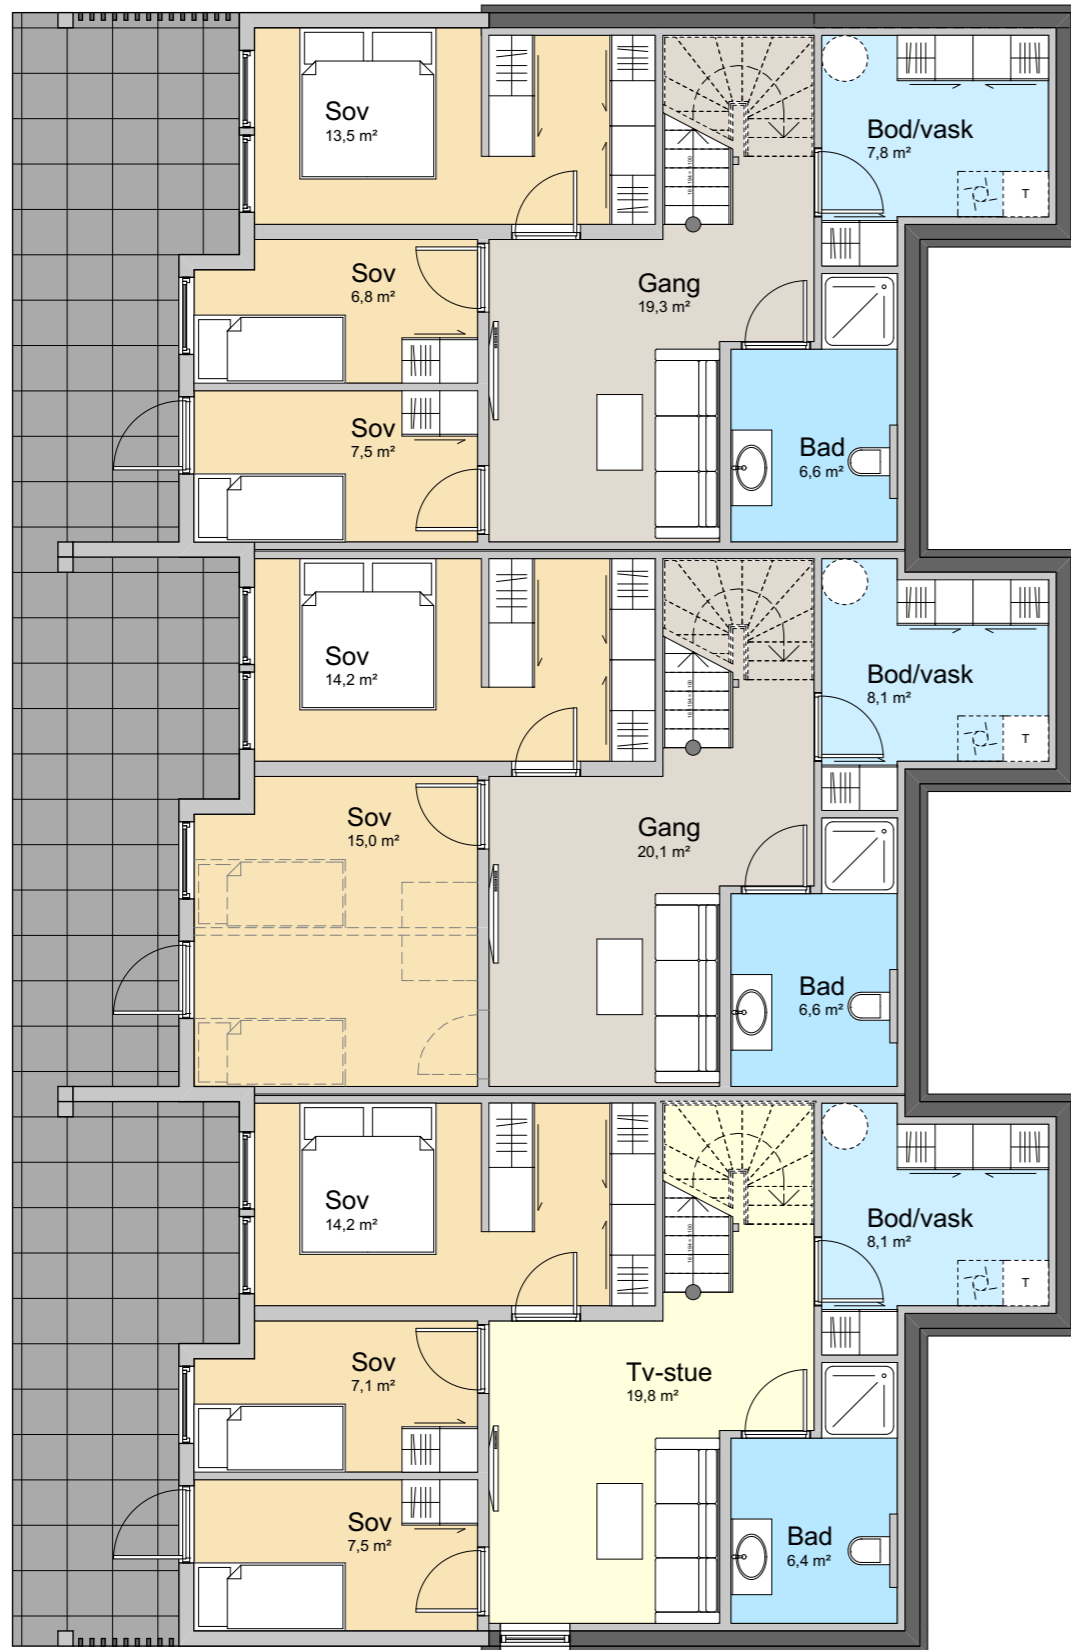 Sov
13,5 m²
Bod/vask
7,8 m²
T
Sov
6,8 m²
Gang
19,3 m²
Sov
7,5 m²
Bad
6,6 m²
Sov
14,2 m²
Bod/vask
8,1 m²
T
Sov
15,0 m²
Gang
20,1 m²
Bad
6,6 m²
Sov
14,2 m²
Bod/vask
8,1 m²
T
Sov
7,1 m²
Tv-stue
19,8 m²
Sov
7,5 m²
Bad
6,4 m²